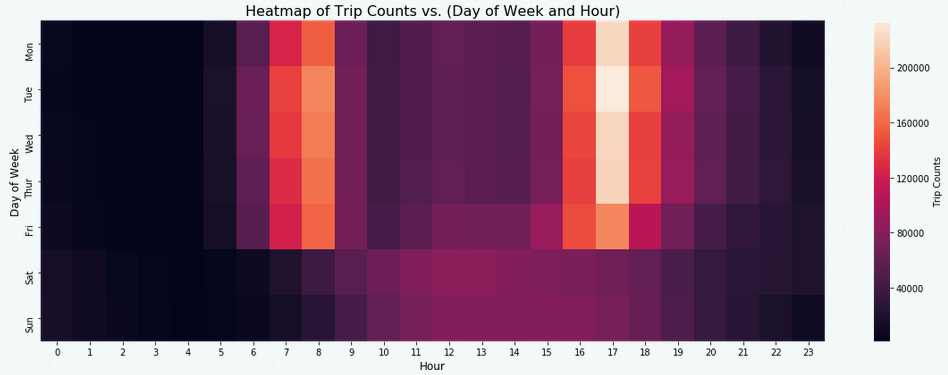 Heatmap of Trip Counts vs. (Day of Week and Hour)
Day of Week
Mon
Tue
Wed
Thur
Fri
Sat
Sun
0 1 2 3 4 5 6 7 8 9 10 11 12 13 14 15 16 17 18 19 20 21 22 23
Hour
200000
160000
120000
80000
40000
Trip Counts